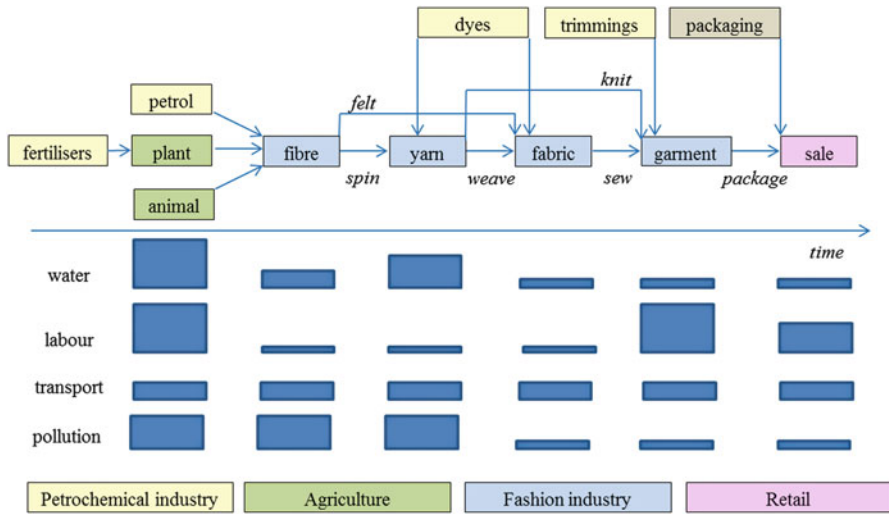 dyes trimmings packaging
petrol felt knit
fertilisers plant fibre yarn fabric garment sale
spin weave sew package
animal
time
water
labour
transport
pollution
Petrochemical industry Agriculture Fashion industry Retail